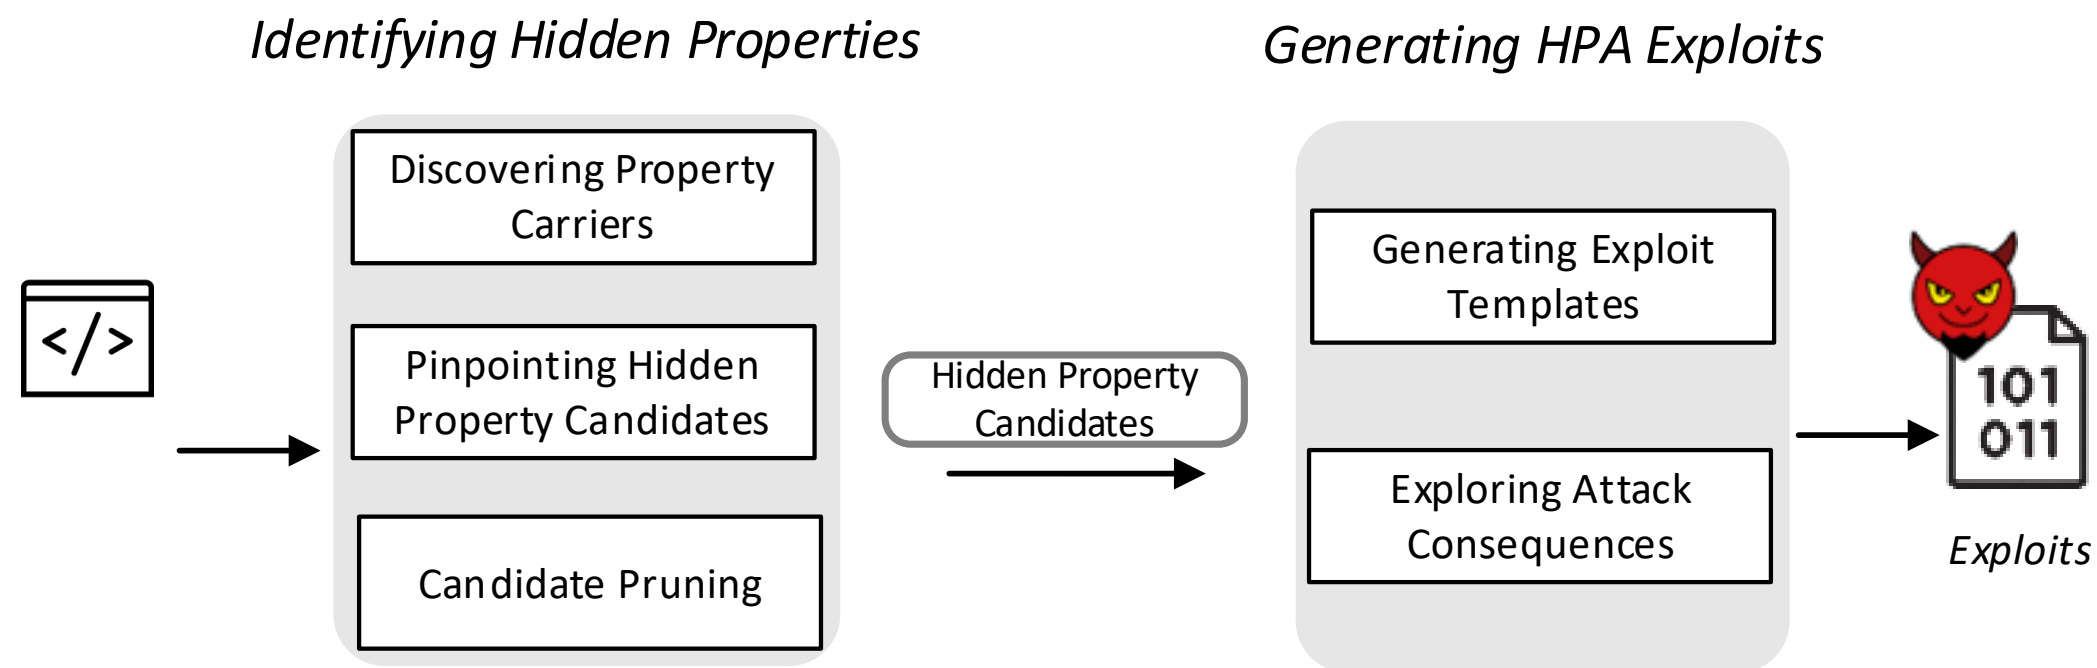 Identifying Hidden Properties
Generating HPA Exploits
</>
Discovering Property
Carriers
Pinpointing Hidden
Property Candidates
Candidate Pruning
Hidden Property
Candidates
Generating Exploit
Templates
Exploring Attack
Consequences
101
011
Exploits